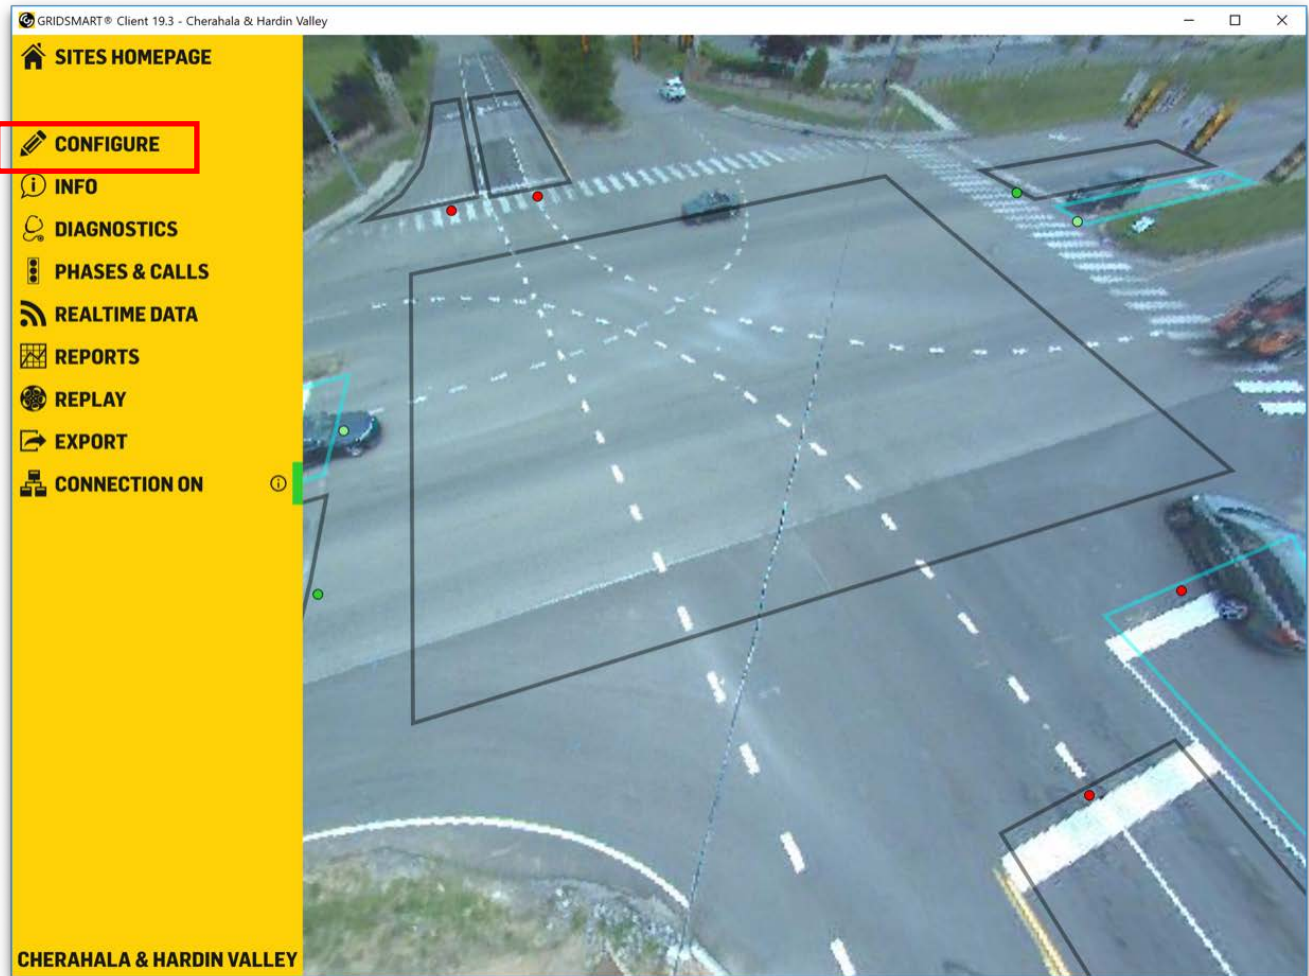 GRIDSMART® Client 19.3 - Cherahala & Hardin Valley
SITES HOMEPAGE
CONFIGURE
INFO
DIAGNOSTICS
PHASES & CALLS
REALTIME DATA
REPORTS
REPLAY
EXPORT
CONNECTION ON
CHERAHALA & HARDIN VALLEY